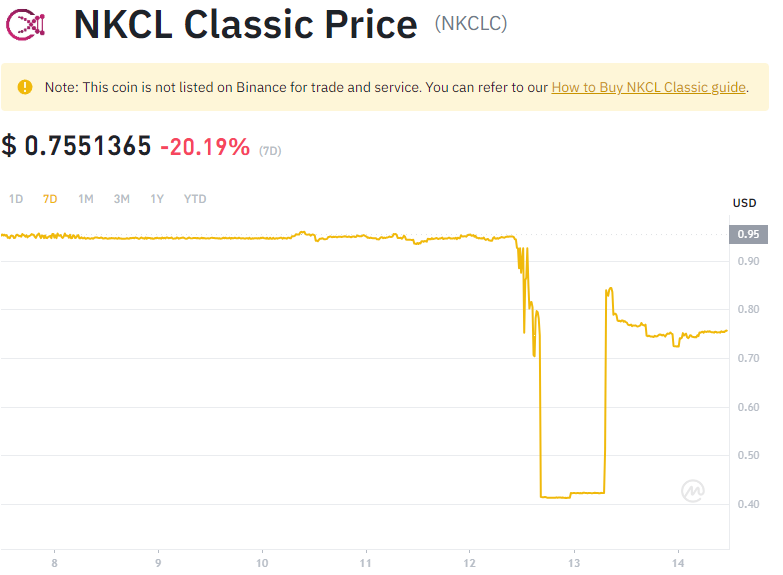 NKCL Classic Price (NKCLC)
Note: This coin is not listed on Binance for trade and service. You can refer to our How to Buy NKCL Classic guide.
$ 0.7551365 -20.19% (7D)
1D 7D 1M 3M 1Y YTD
USD
0.95
0.90
0.80
0.70
0.60
0.50
0.40
8 9 10 11 12 13 14